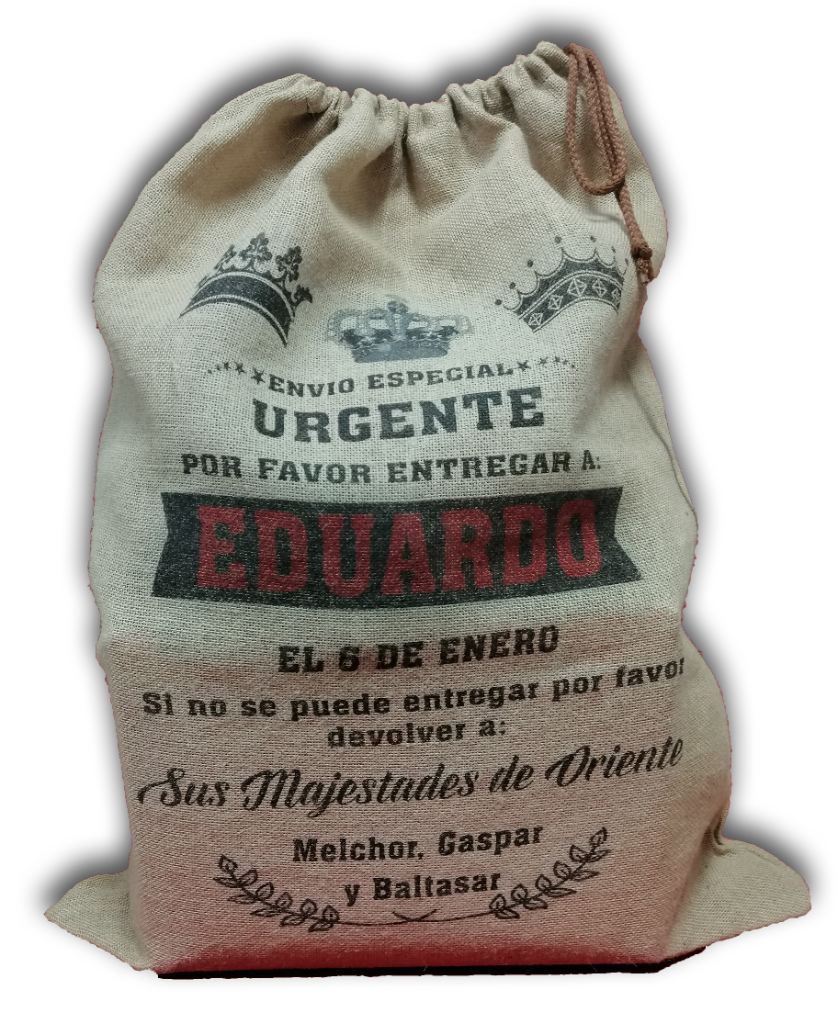 ENVIO ESPECIAL
URGENTE
POR FAVOR ENTREGAR A:
EDUARDO
EL 6 DE ENERO
Si no se puede entregar por favor
devolver a:
Sus Majestades de Oriente
Melchor, Gaspar
y Baltasar